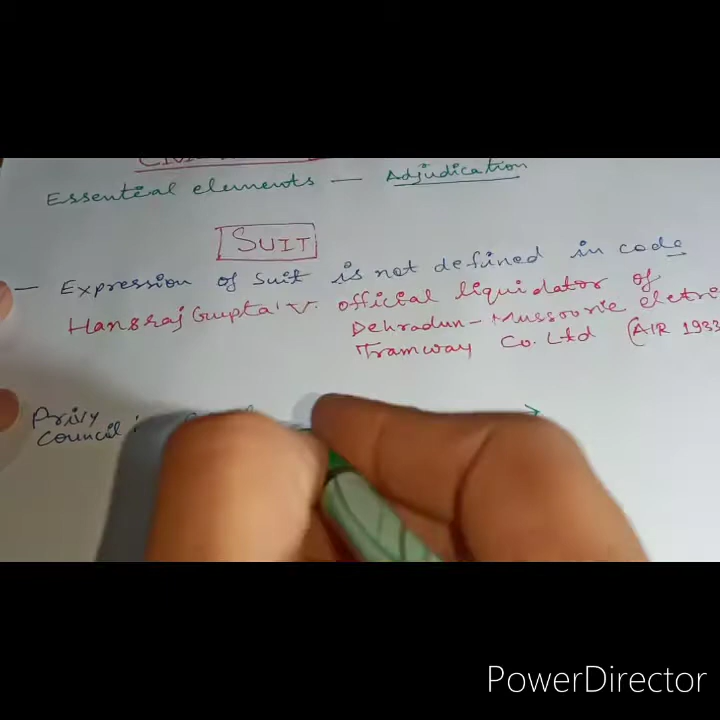 Essential elements — Adjudication
SUIT
— Expression of suit is not defined in code
Hansraj Gupta V. official liquidator of
Dehradun - Mussoorie eletri
Tramway Co. Ltd (AIR 1933
Privy
Council :
PowerDirector